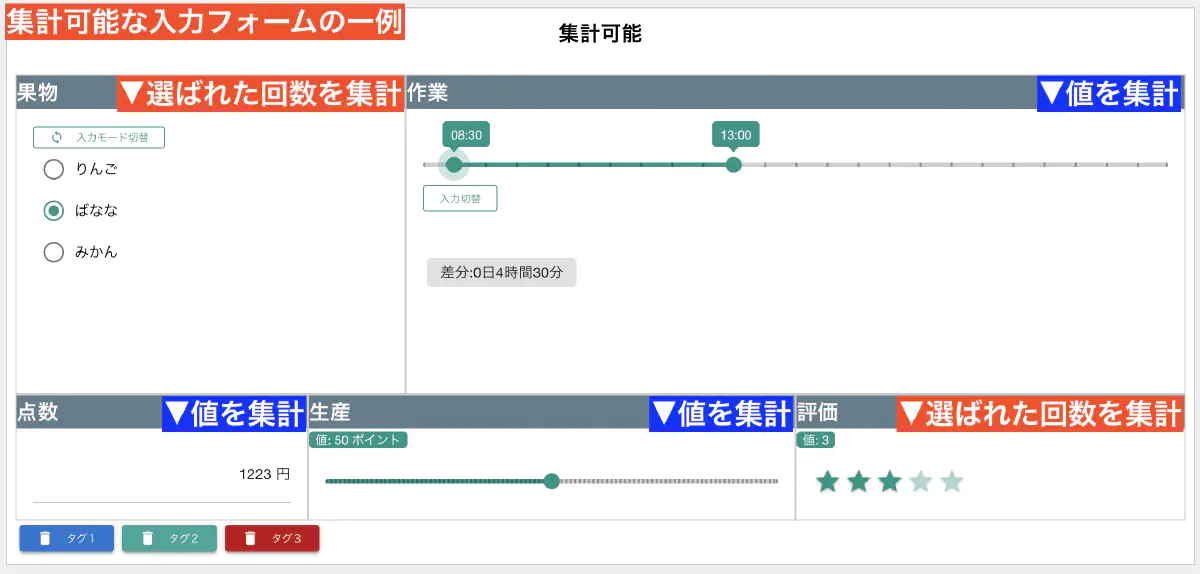 集計可能な入力フォームの一例
集計可能
果物
▼選ばれた回数を集計
作業
▼値を集計
入力モード切替
りんご
ばなな
みかん
08:30
13:00
入力切替
差分:0日4時間30分
点数
▼値を集計
生産
▼値を集計
評価
▼選ばれた回数を集計
1223 円
値: 50 ポイント
値: 3
タグ1
タグ2
タグ3